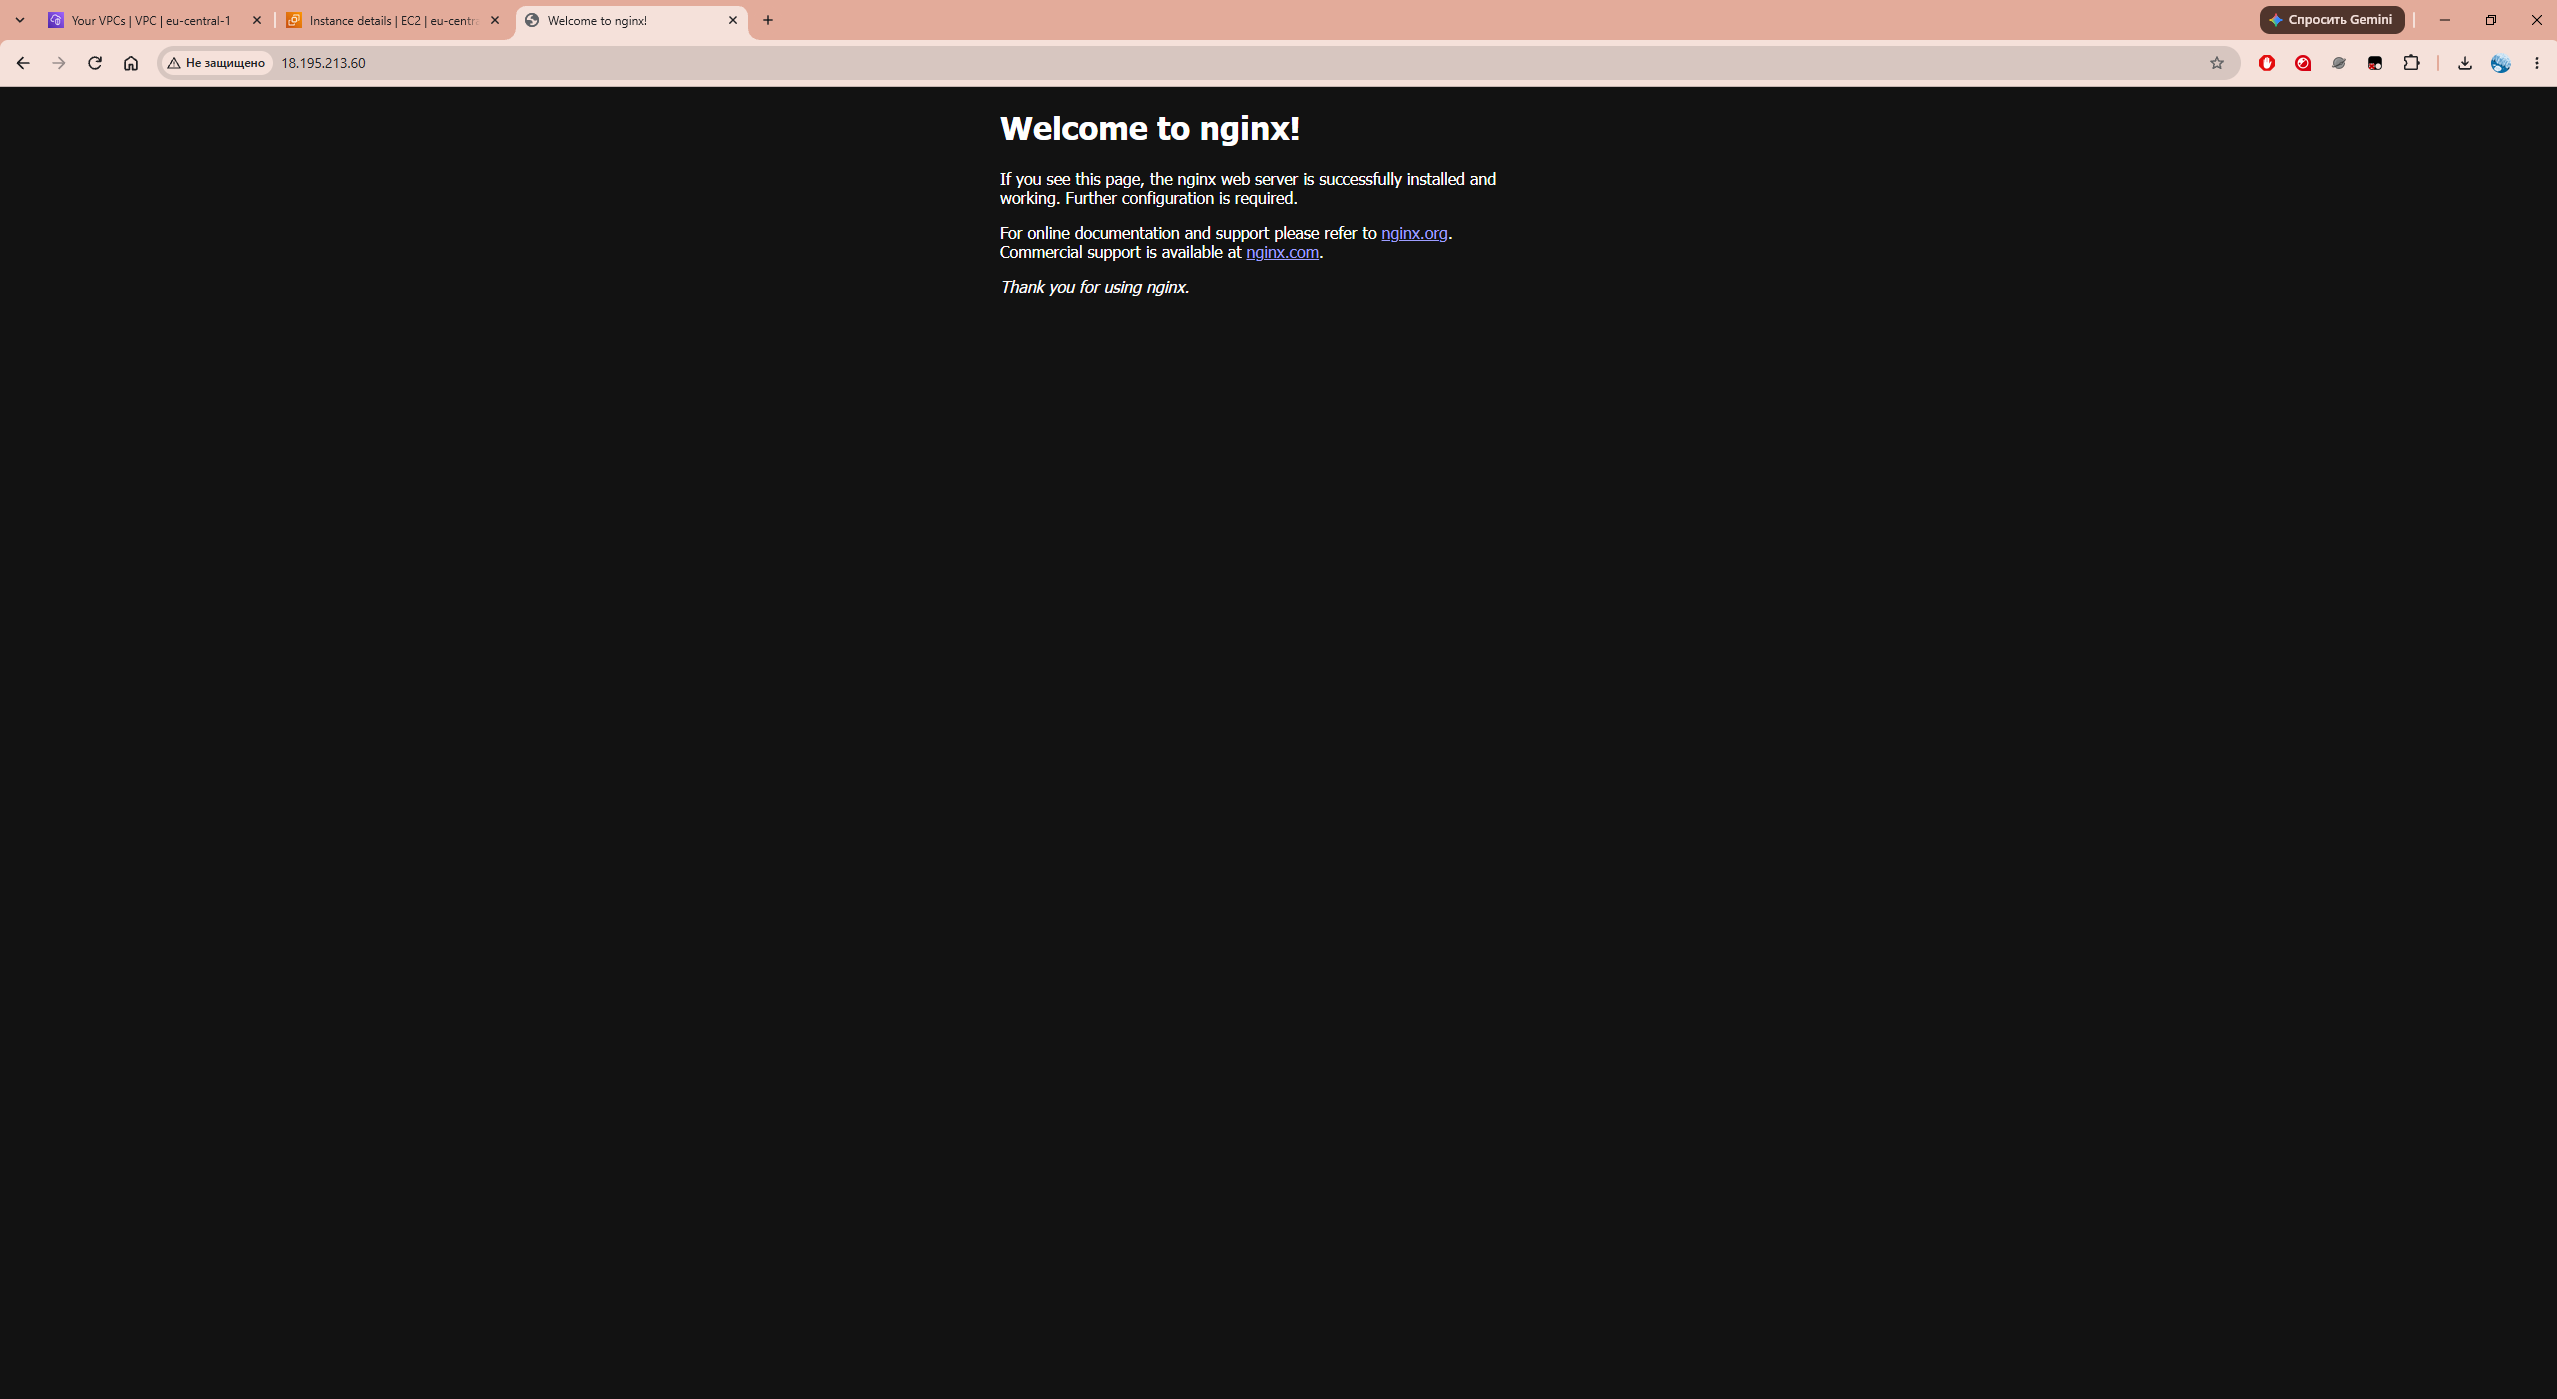 Your VPCs | VPC | eu-central-1
Instance details | EC2 | eu-centra
Welcome to nginx!
Спросить Gemini
Не защищено
18.195.213.60
Welcome to nginx!
If you see this page, the nginx web server is successfully installed and
working. Further configuration is required.
For online documentation and support please refer to nginx.org.
Commercial support is available at nginx.com.
Thank you for using nginx.